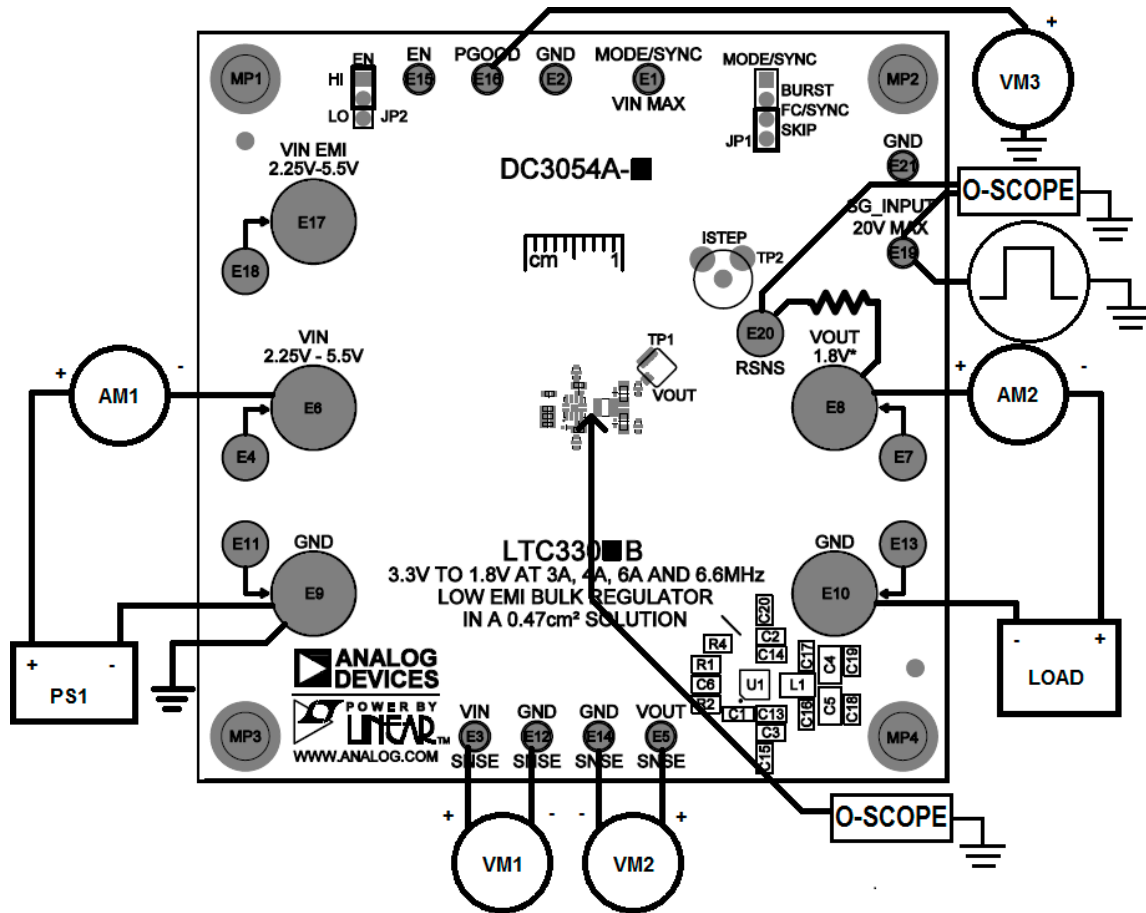 MP1
EN
HI
LO
JP2
EN
E15
PGOOD
E16
GND
E2
MODE/SYNC
E1
VIN MAX
MODE/SYNC
BURST
FC/SYNC
SKIP
JP1
MP2
+
VM3
VIN EMI
2.25V-5.5V
E17
E18
DC3054A-■
GND
E21
O-SCOPE
SG_INPUT
20V MAX
E19
cm 1
ISTEP
TP2
E20
RSNS
VIN
2.25V - 5.5V
+
-
AM1
E6
E4
TP1
VOUT
VOUT
1.8V*
E8
E7
+
-
AM2
E11
GND
E9
LTC330■B
3.3V TO 1.8V AT 3A, 4A, 6A AND 6.6MHz
LOW EMI BULK REGULATOR
IN A 0.47cm² SOLUTION
GND
E10
E13
+ -
PS1
- +
LOAD
ANALOG
DEVICES
POWER BY
LINEAR™
WWW.ANALOG.COM
C20
R4
C2
C14
R1
C17
C4
C19
C6
U1
L1
R2
C1
C13
C16
C5
C18
C3
C15
MP3
VIN
E3
SNSE
GND
E12
SNSE
GND
E14
SNSE
VOUT
E5
SNSE
MP4
+
-
VM1
-
+
VM2
O-SCOPE